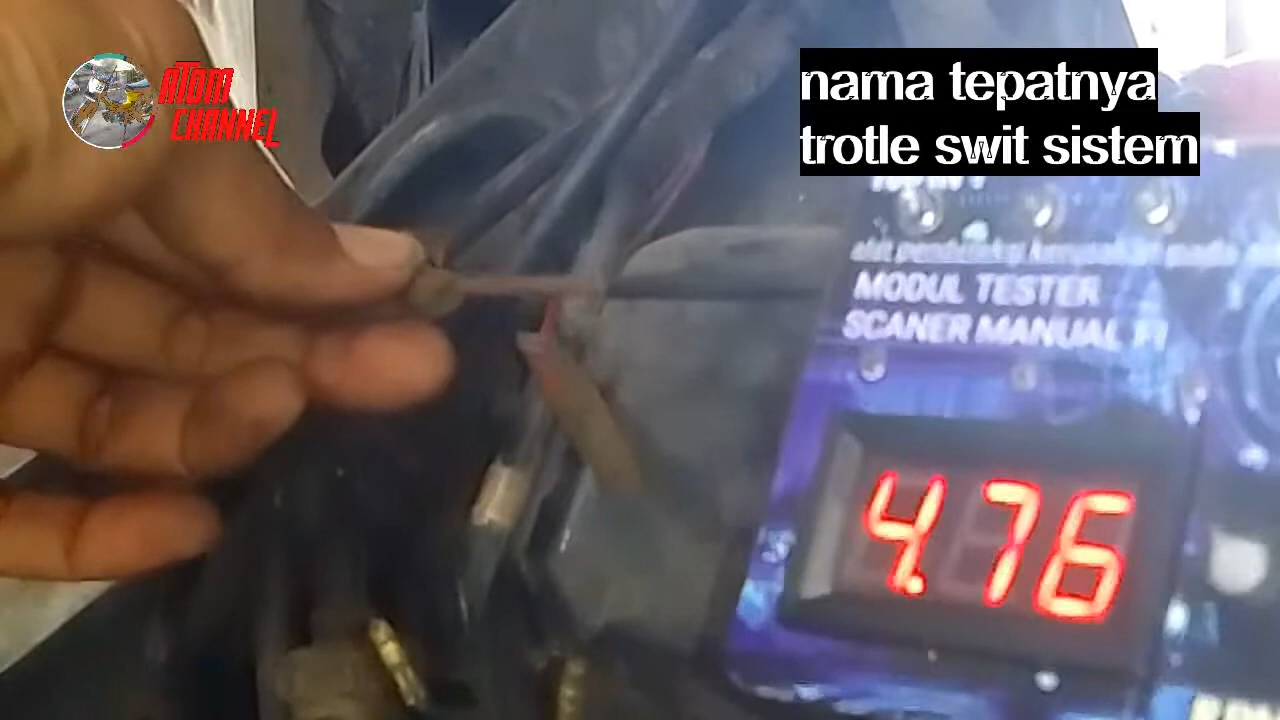 ATOM
CHANNEL
nama tepatnya
trotle swit sistem
MODUL TESTER
SCANER MANUAL FI
4.76